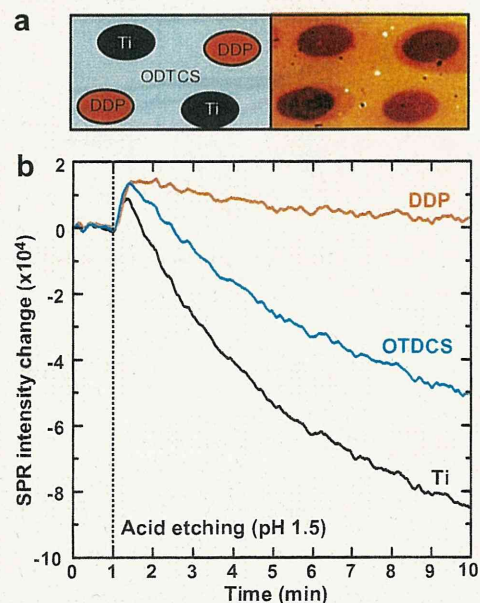 a
Ti
DDP
ODTCS
DDP
Ti
b
2
0
-2
-4
-6
-8
-10
SPR intensity change (x10⁴)
DDP
OTDCS
Ti
Acid etching (pH 1.5)
0 1 2 3 4 5 6 7 8 9 10
Time (min)